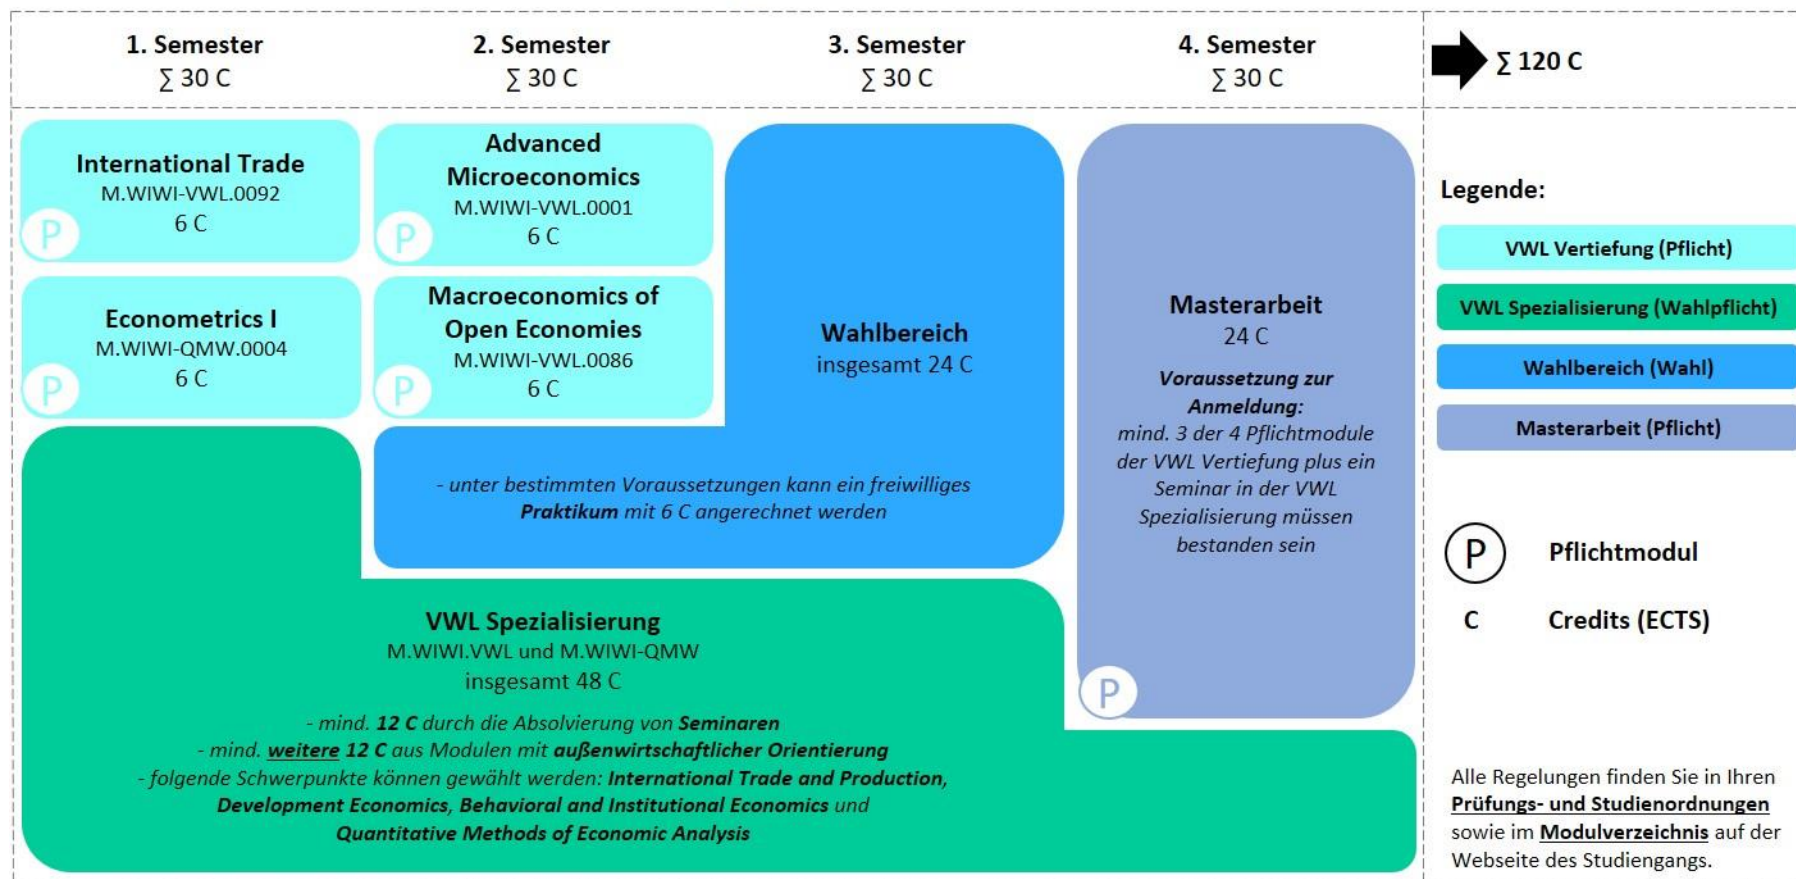 1. Semester
∑ 30 C
2. Semester
∑ 30 C
3. Semester
∑ 30 C
4. Semester
∑ 30 C
∑ 120 C
International Trade
M.WIWI-VWL.0092
6 C
P
Econometrics I
M.WIWI-QMW.0004
6 C
P
Advanced
Microeconomics
M.WIWI-VWL.0001
6 C
P
Macroeconomics of
Open Economies
M.WIWI-VWL.0086
6 C
P
Wahlbereich
insgesamt 24 C
- unter bestimmten Voraussetzungen kann ein freiwilliges
Praktikum mit 6 C angerechnet werden
Masterarbeit
24 C
Voraussetzung zur
Anmeldung:
mind. 3 der 4 Pflichtmodule
der VWL Vertiefung plus ein
Seminar in der VWL
Spezialisierung müssen
bestanden sein
P
VWL Spezialisierung
M.WIWI.VWL und M.WIWI-QMW
insgesamt 48 C
- mind. 12 C durch die Absolvierung von Seminaren
- mind. weitere 12 C aus Modulen mit außenwirtschaftlicher Orientierung
- folgende Schwerpunkte können gewählt werden: International Trade and Production,
Development Economics, Behavioral and Institutional Economics und
Quantitative Methods of Economic Analysis
Legende:
VWL Vertiefung (Pflicht)
VWL Spezialisierung (Wahlpflicht)
Wahlbereich (Wahl)
Masterarbeit (Pflicht)
P Pflichtmodul
C Credits (ECTS)
Alle Regelungen finden Sie in Ihren
Prüfungs- und Studienordnungen
sowie im Modulverzeichnis auf der
Webseite des Studiengangs.